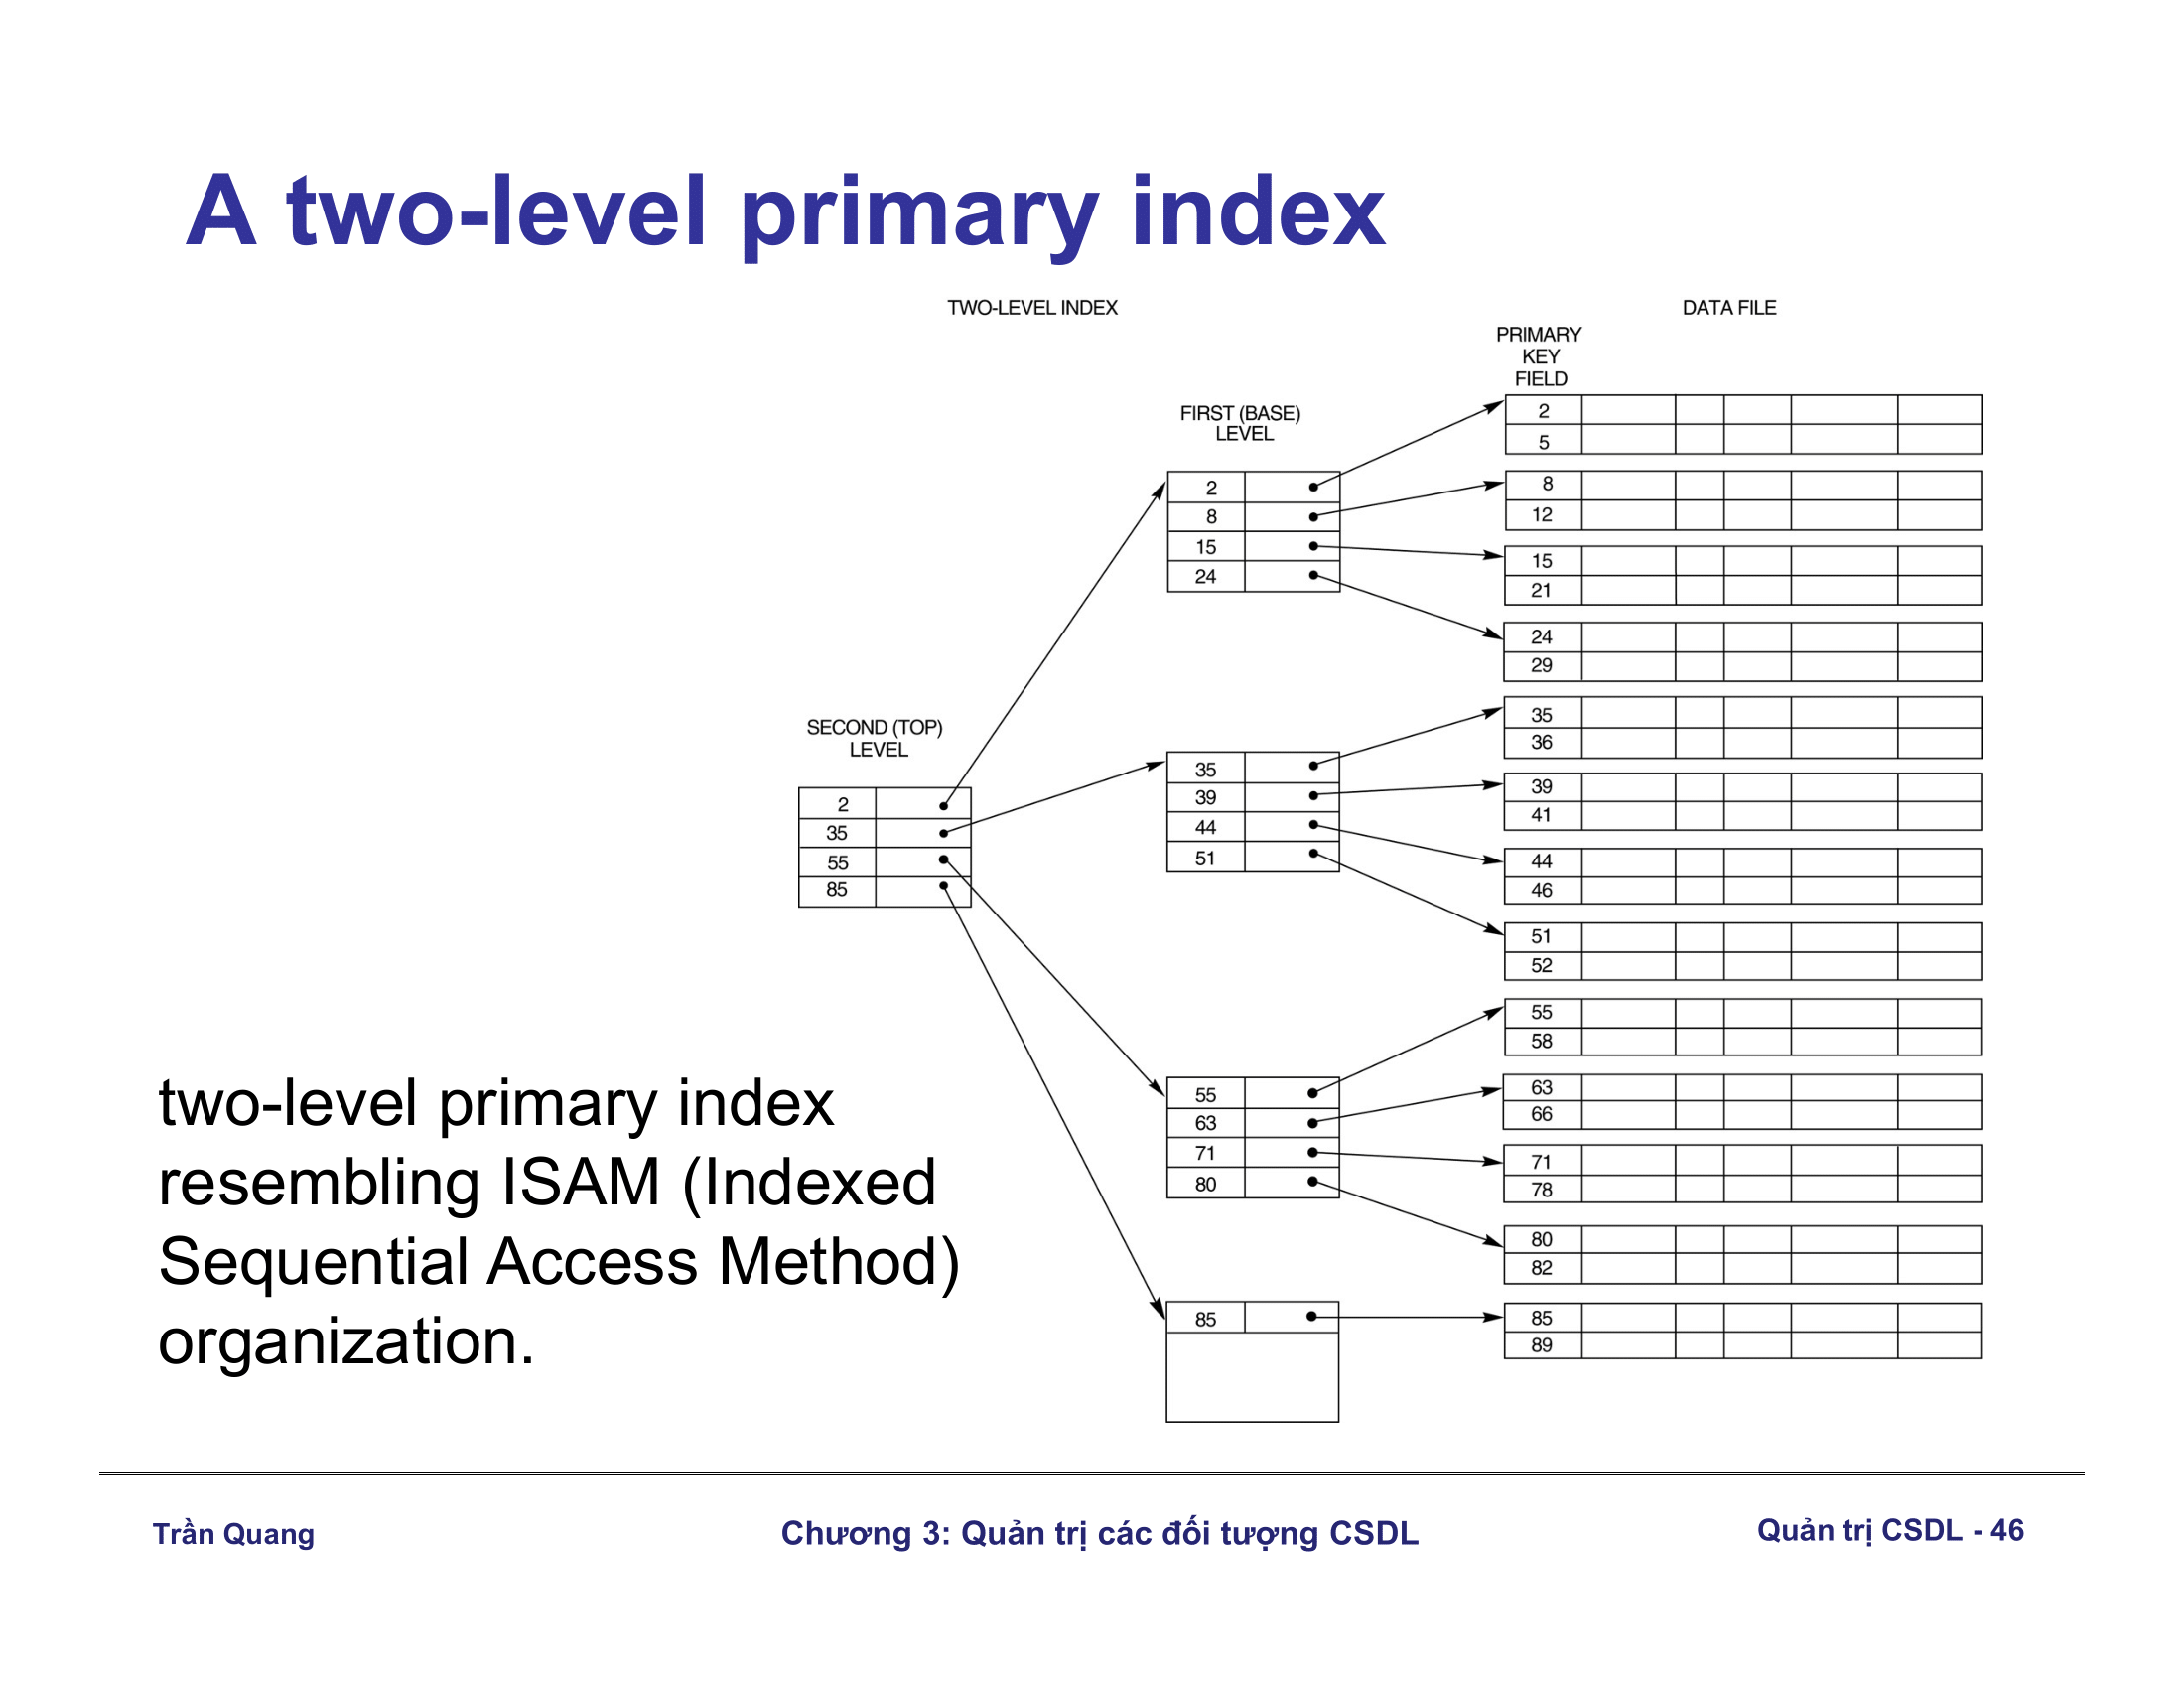 A two-level primary index
TWO-LEVEL INDEX
DATA FILE
PRIMARY
KEY
FIELD
FIRST (BASE)
LEVEL
SECOND (TOP)
LEVEL
2
35
55
85
2
8
15
24
35
39
44
51
55
63
71
80
85
2
5
8
12
15
21
24
29
35
36
39
41
44
46
51
52
55
58
63
66
71
78
80
82
85
89
two-level primary index
resembling ISAM (Indexed
Sequential Access Method)
organization.
Trần Quang
Chương 3: Quản trị các đối tượng CSDL
Quản trị CSDL - 46